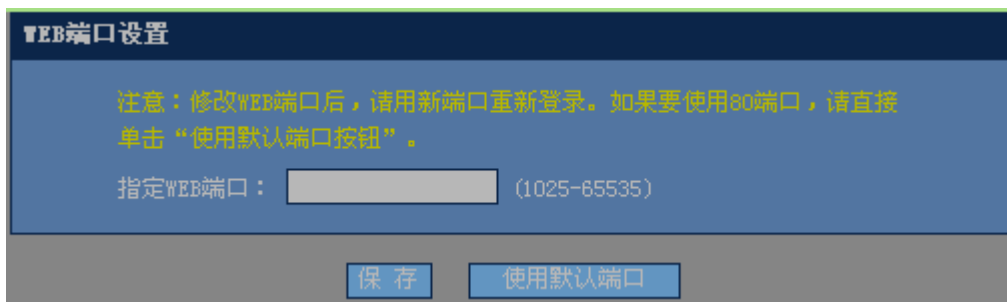 WEB端口设置
注意：修改WEB端口后，请用新端口重新登录。如果要使用80端口，请直接
单击“使用默认端口按钮”。
指定WEB端口： (1025-65535)
保 存 使用默认端口